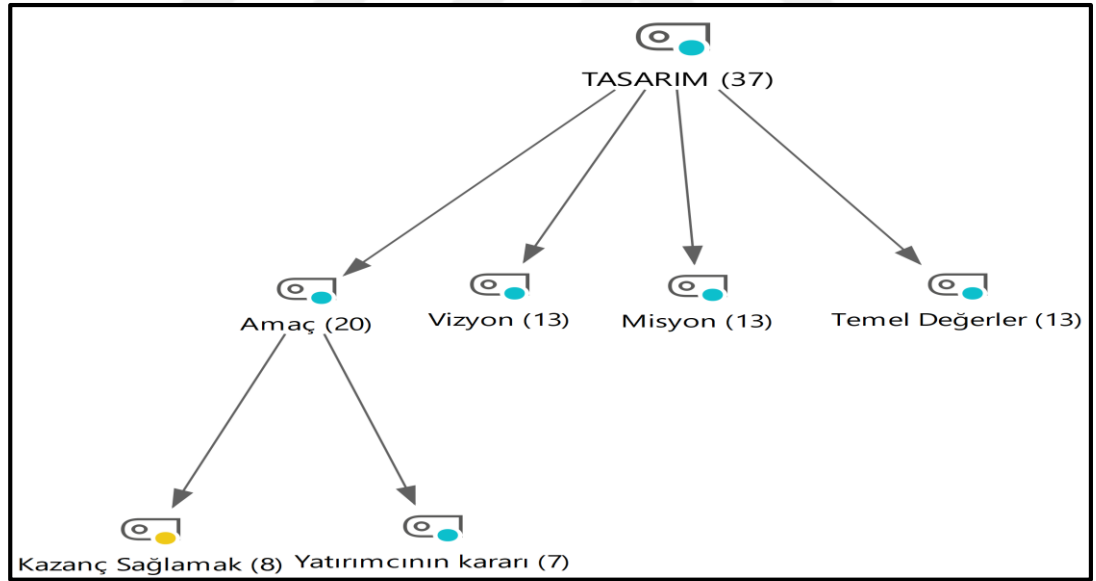 TASARIM (37)
Amaç (20)
Vizyon (13)
Misyon (13)
Temel Değerler (13)
Kazanç Sağlamak (8)
Yatırımcının kararı (7)